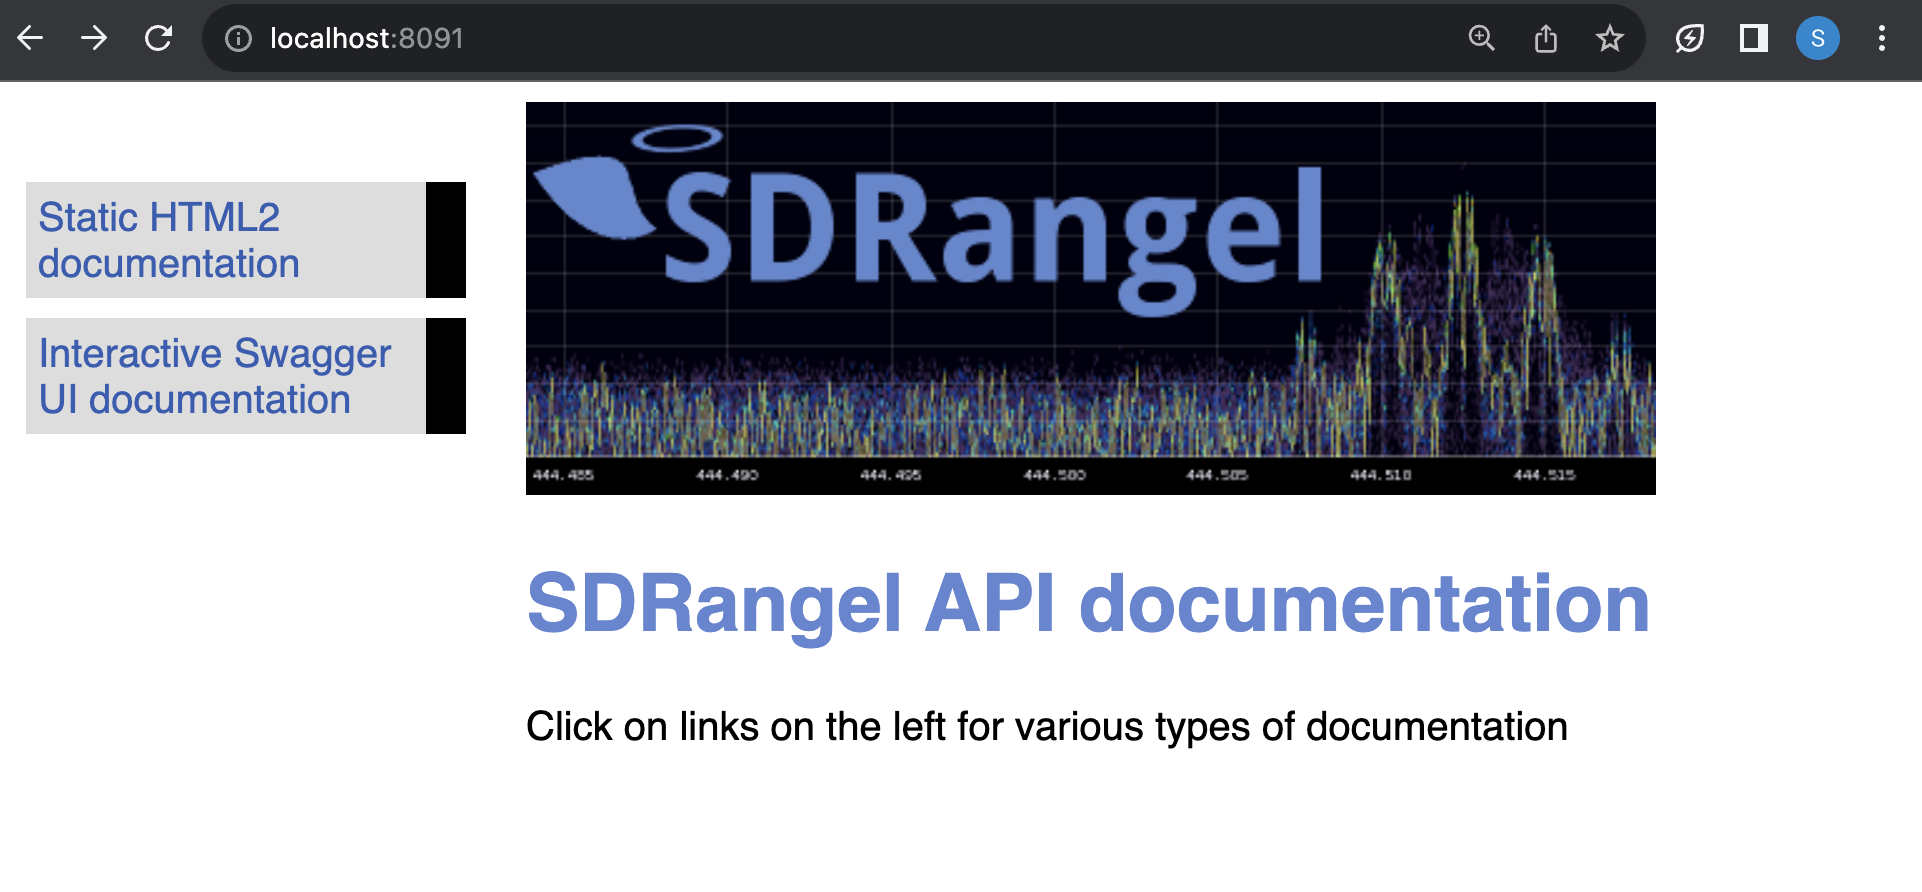 localhost:8091
S
Static HTML2
documentation
Interactive Swagger
UI documentation
SDRangel
444.485 444.490 444.495 444.500 444.505 444.510 444.515
SDRangel API documentation
Click on links on the left for various types of documentation